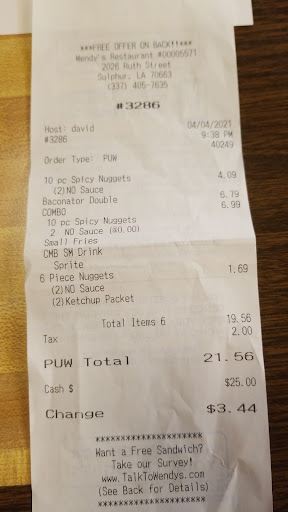 ***FREE OFFER ON BACK!!***
Wendy's Restaurant #00005571
2026 Ruth Street
Sulphur, LA 70663
(337) 405-7635
#3286
Host: david 04/04/2021
#3286 9:38 PM
40249
Order Type: PUW
10 pc Spicy Nuggets 4.09
(2)NO Sauce
Baconator Double 6.79
COMBO 6.99
10 pc Spicy Nuggets
2 NO Sauce (@0.00)
Small Fries
CMB SM Drink
Sprite
6 Piece Nuggets 1.69
(2)NO Sauce
(2)Ketchup Packet
Total Items 6 19.56
Tax 2.00
PUW Total 21.56
Cash $ $25.00
Change $3.44
*********************
Want a Free Sandwich?
Take our Survey!
www.TalkToWendys.com
(See Back for Details)
*********************